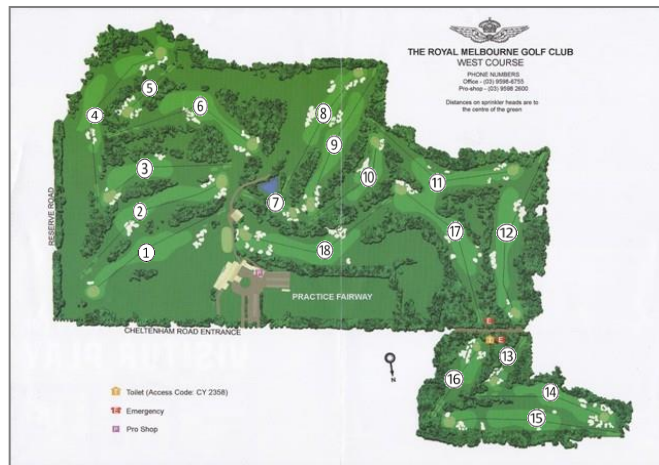 THE ROYAL MELBOURNE GOLF CLUB
WEST COURSE
PHONE NUMBERS
Office - (03) 9598-6755
Pro-shop - (03) 9598 2600
Distances on sprinkler heads are to
the centre of the green
5
6
8
4
9
3
10
11
2
7
12
17
1
18
RESERVE ROAD
PRACTICE FAIRWAY
CHELTENHAM ROAD ENTRANCE
E
E
13
N
16
14
15
Toilet (Access Code: CY 2358)
Emergency
P Pro Shop